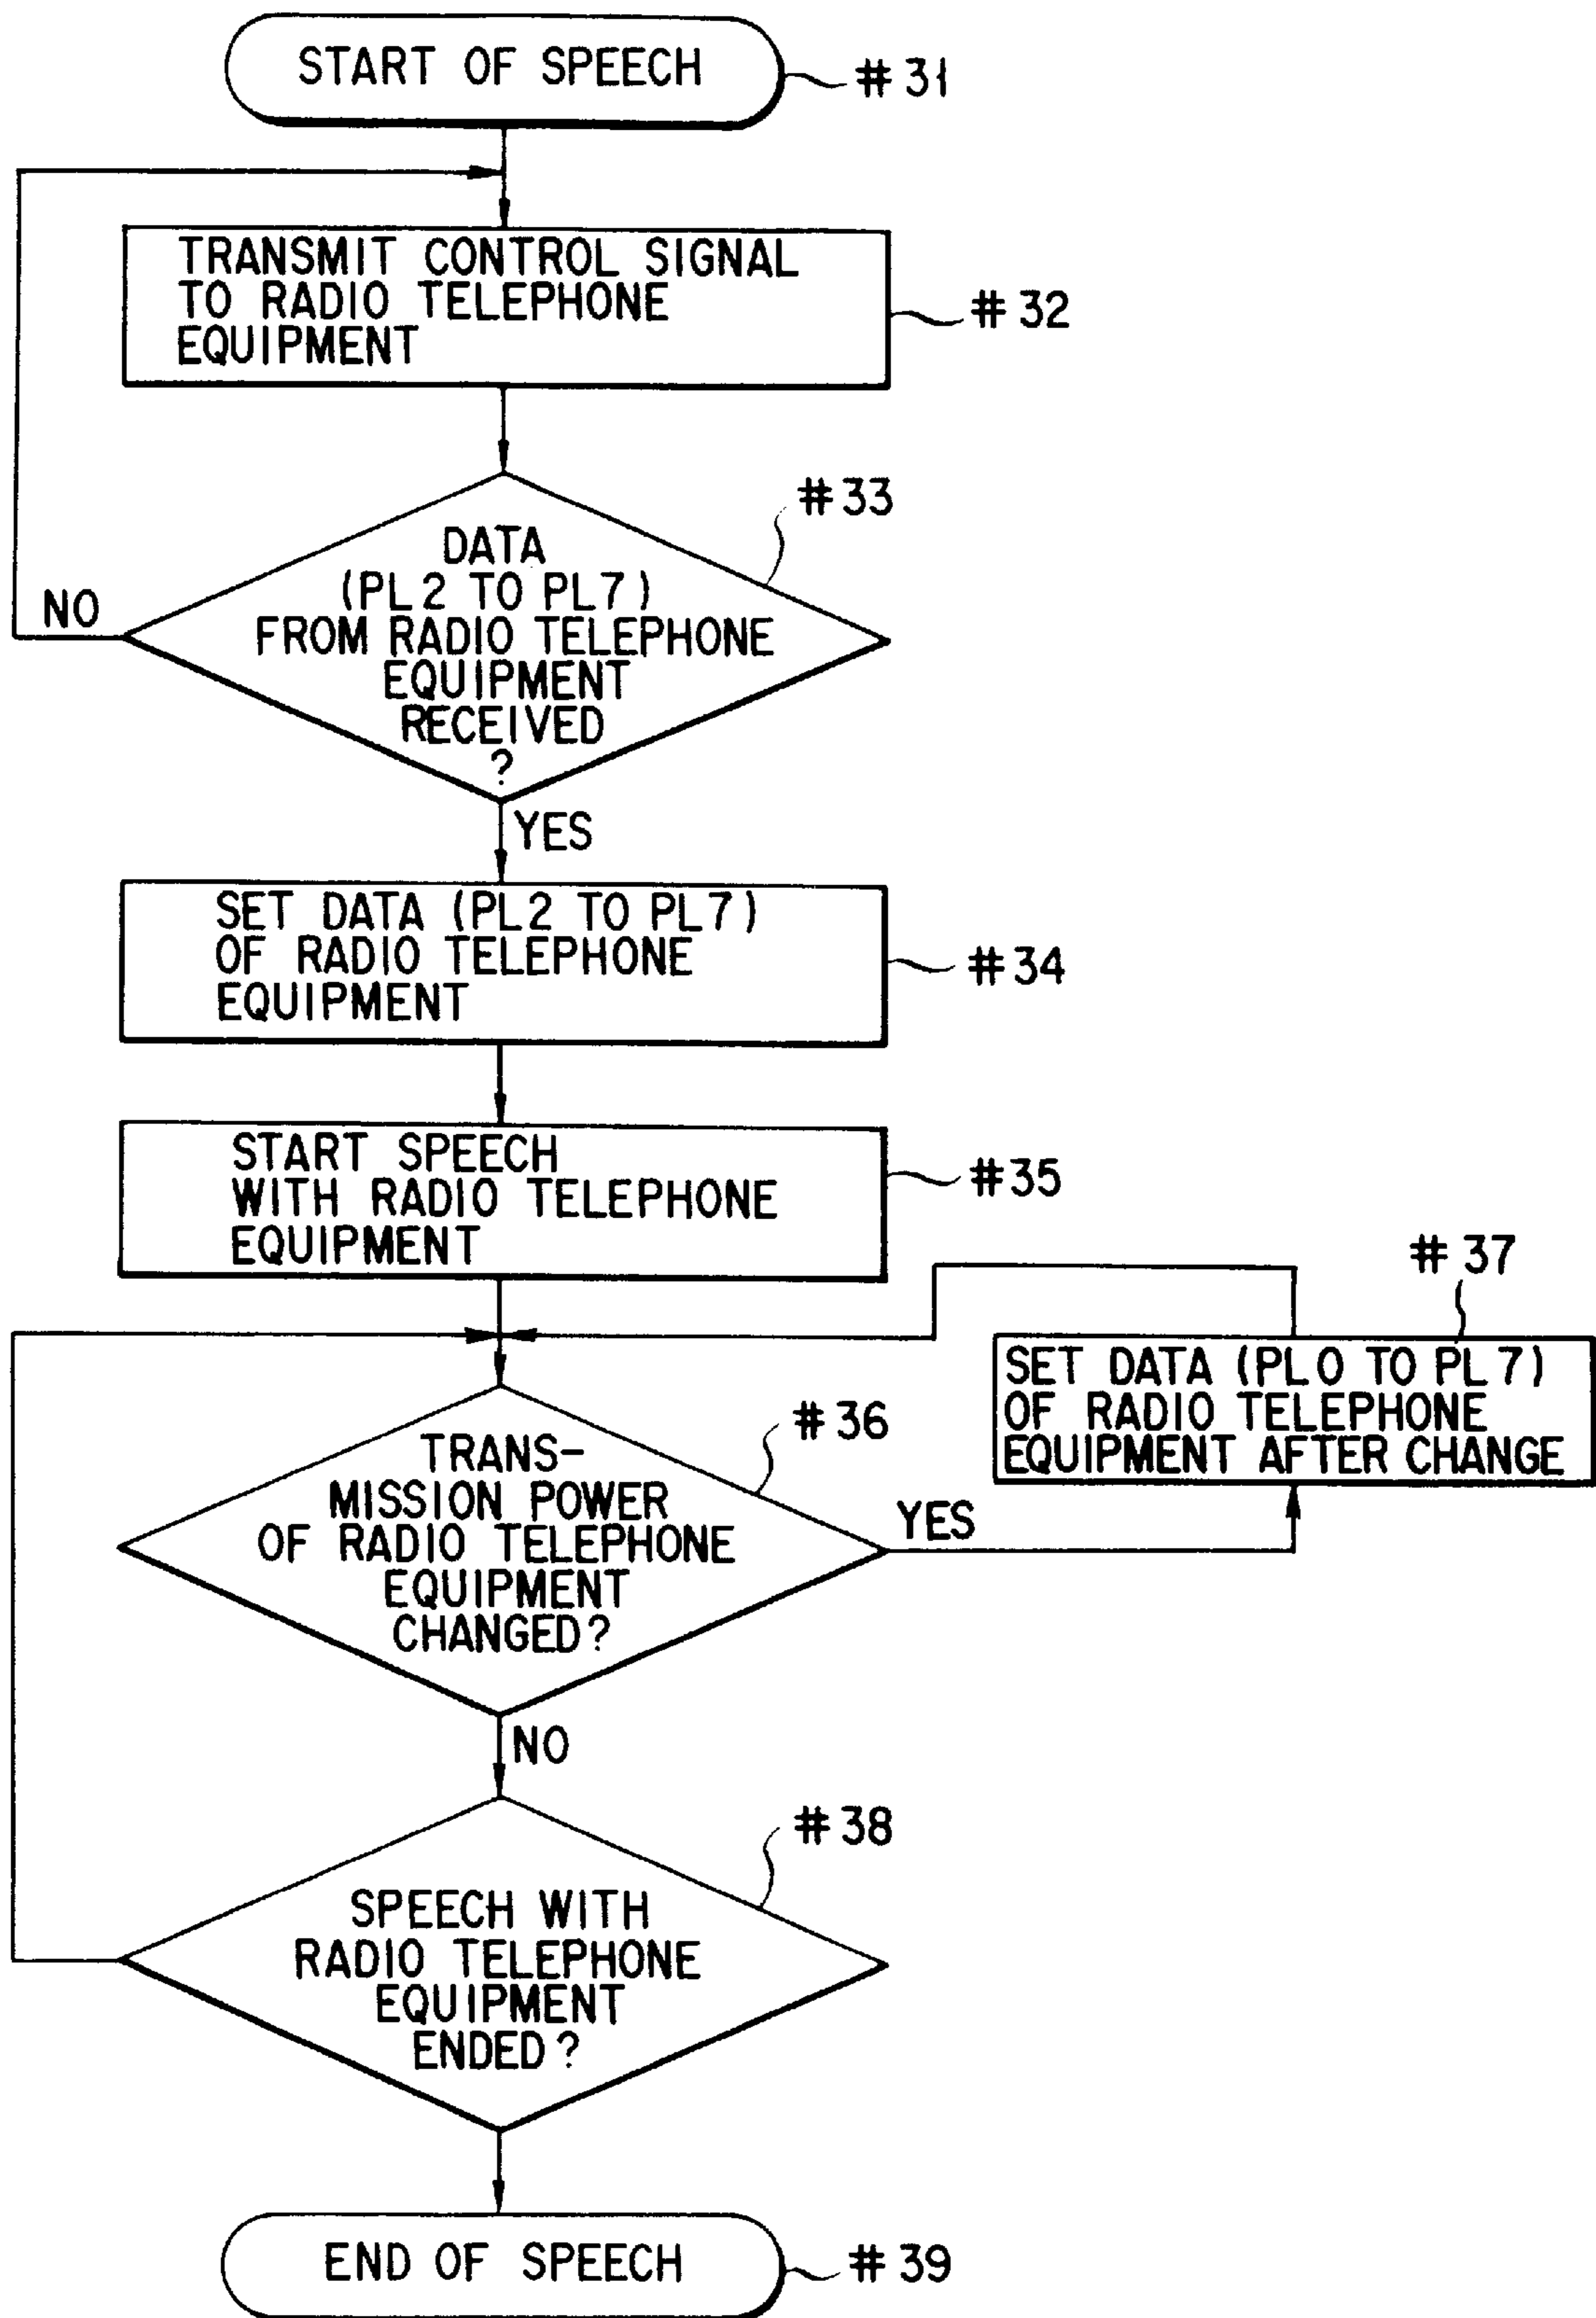 START OF SPEECH
#31
TRANSMIT CONTROL SIGNAL
TO RADIO TELEPHONE
EQUIPMENT
#32
#33
DATA
(PL2 TO PL7)
FROM RADIO TELEPHONE
EQUIPMENT
RECEIVED
?
NO
YES
SET DATA (PL2 TO PL7)
OF RADIO TELEPHONE
EQUIPMENT
#34
START SPEECH
WITH RADIO TELEPHONE
EQUIPMENT
#35
#37
SET DATA (PL0 TO PL7)
OF RADIO TELEPHONE
EQUIPMENT AFTER CHANGE
#36
TRANS-
MISSION POWER
OF RADIO TELEPHONE
EQUIPMENT
CHANGED?
YES
NO
#38
SPEECH WITH
RADIO TELEPHONE
EQUIPMENT
ENDED?
END OF SPEECH
#39